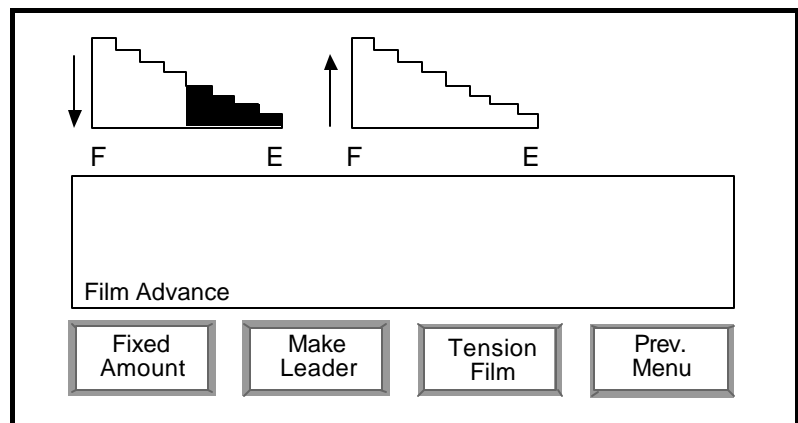 F E F E
Film Advance
Fixed
Amount
Make
Leader
Tension
Film
Prev.
Menu